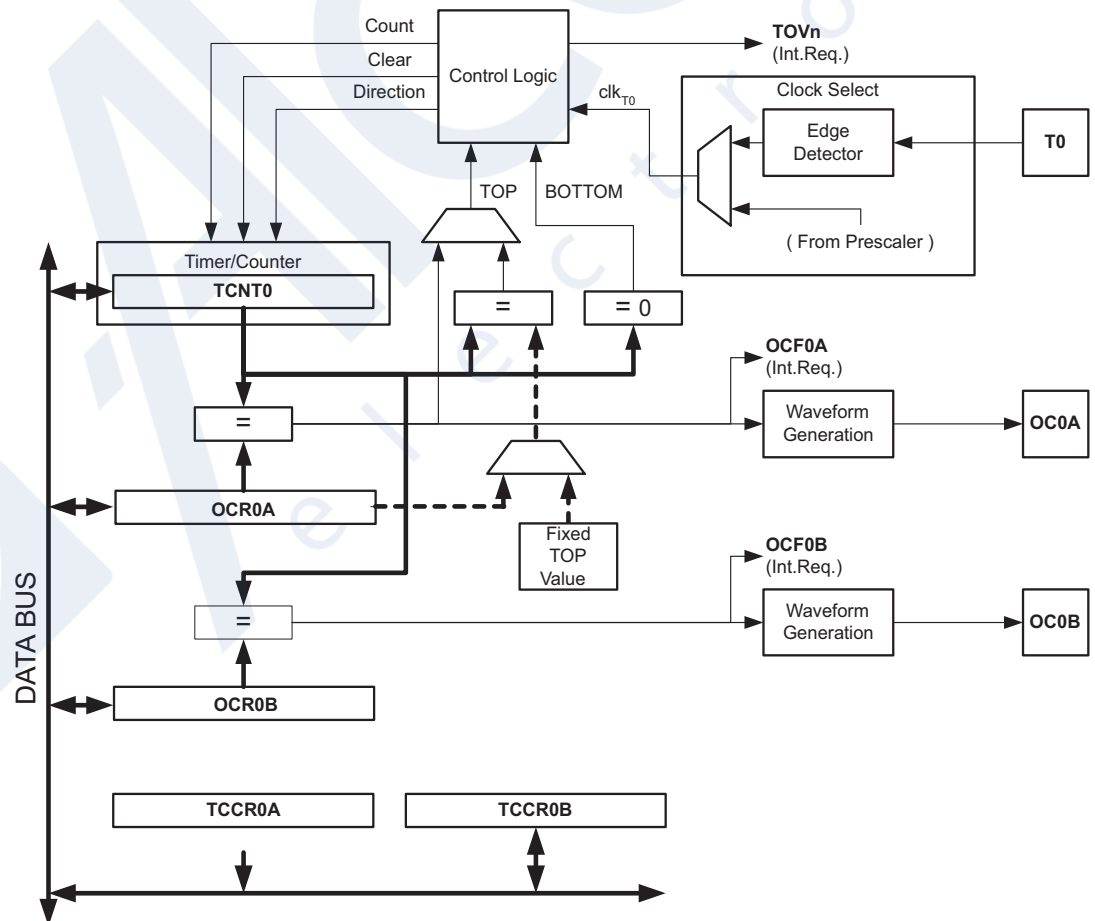 Count
Clear
Direction
Control Logic
TOVn
(Int.Req.)
clkT0
Clock Select
Edge
Detector
T0
( From Prescaler )
TOP
BOTTOM
Timer/Counter
TCNT0
=
= 0
OCF0A
(Int.Req.)
=
Waveform
Generation
OC0A
OCR0A
Fixed
TOP
Value
OCF0B
(Int.Req.)
=
Waveform
Generation
OC0B
OCR0B
DATA BUS
TCCR0A
TCCR0B